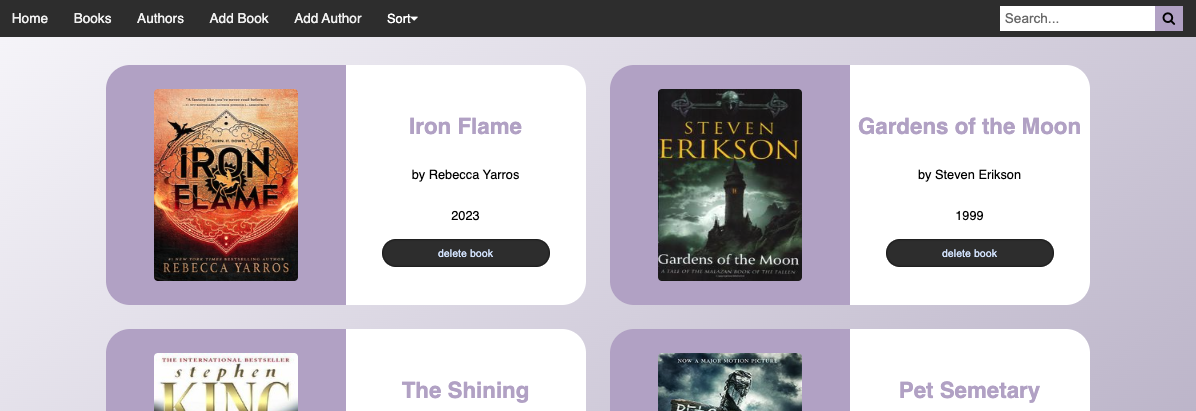 Home Books Authors Add Book Add Author Sort
Search...
IRON
FLAME
REBECCA YARROS
Iron Flame
by Rebecca Yarros
2023
delete book
STEVEN
ERIKSON
Gardens of the Moon
A TALE OF THE MALAZAN BOOK OF THE FALLEN
Gardens of the Moon
by Steven Erikson
1999
delete book
THE INTERNATIONAL BESTSELLER
stephen
KING
The Shining
NOW A MAJOR MOTION PICTURE
Pet Semetary